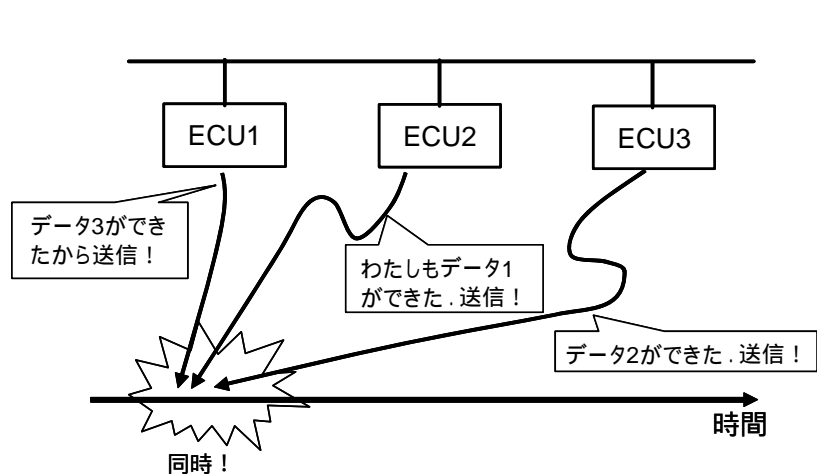 ECU1
ECU2
ECU3
データ3ができ
たから送信！
わたしもデータ1
ができた．送信！
データ2ができた．送信！
時間
同時！